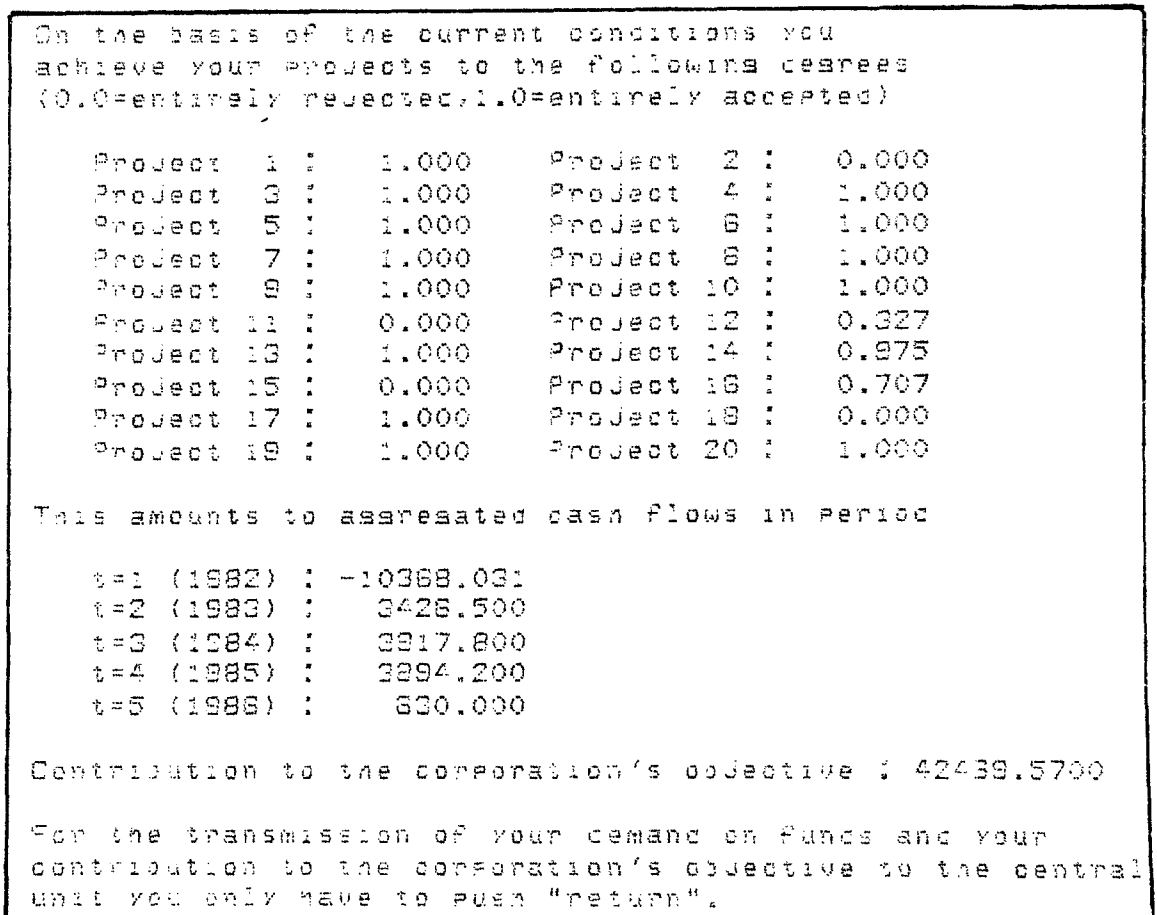 On the basis of the current conditions you
achieve your projects to the following degrees
(0.0=entirely rejected,1.0=entirely accepted)
Project 1 : 1.000 Project 2 : 0.000
Project 3 : 1.000 Project 4 : 1.000
Project 5 : 1.000 Project 6 : 1.000
Project 7 : 1.000 Project 8 : 1.000
Project 9 : 1.000 Project 10 : 1.000
Project 11 : 0.000 Project 12 : 0.327
Project 13 : 1.000 Project 14 : 0.975
Project 15 : 0.000 Project 16 : 0.707
Project 17 : 1.000 Project 18 : 0.000
Project 19 : 1.000 Project 20 : 1.000
This amounts to aggregated cash flows in period
t=1 (1982) : -10368.031
t=2 (1983) : 3426.500
t=3 (1984) : 3917.800
t=4 (1985) : 3894.200
t=5 (1986) : 630.000
Contribution to the corporation's objective : 42439.5700
For the transmission of your demand on funds and your
contribution to the corporation's objective to the central
unit you only have to push "return".